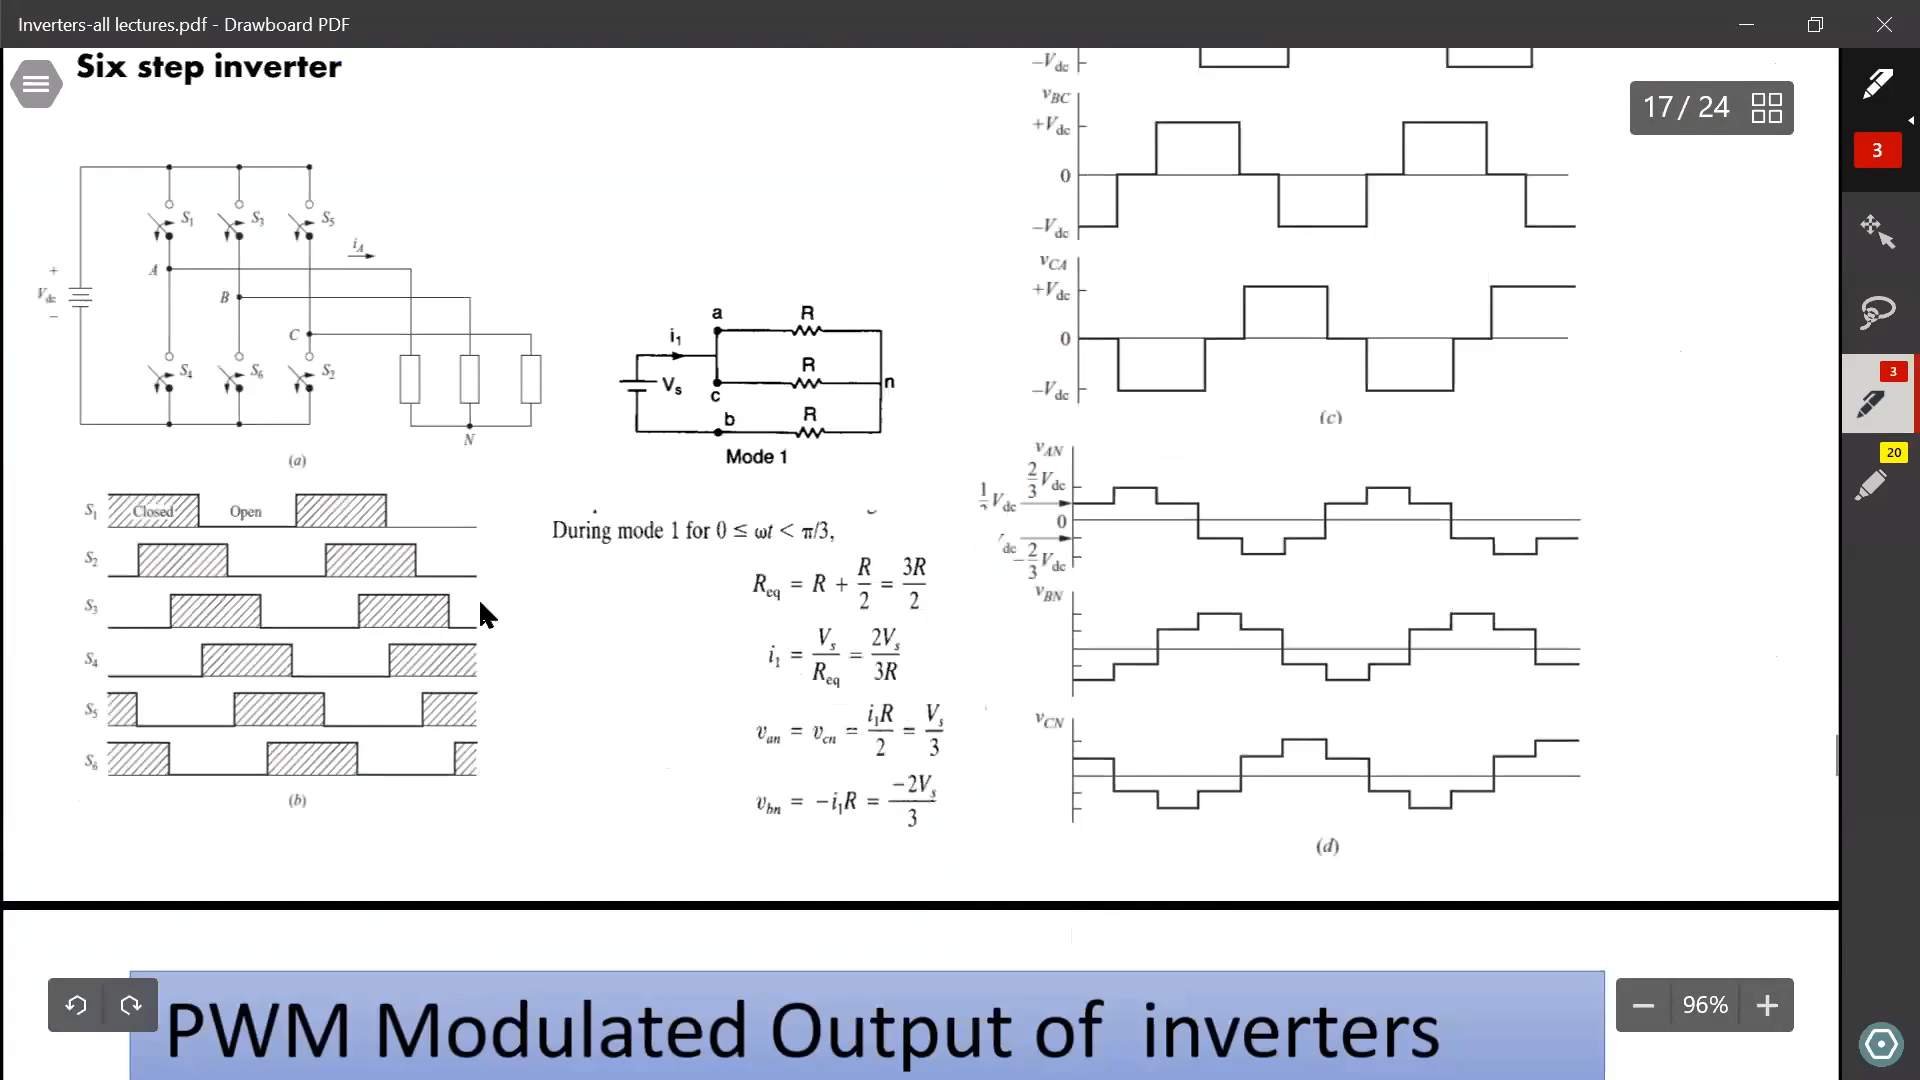 Inverters-all lectures.pdf - Drawboard PDF
Six step inverter
17 / 24
3
3
20
S1 S3 S5
iA
A
+
Vdc
−
B
C
S4 S6 S2
N
(a)
S1 Closed Open
S2
S3
S4
S5
S6
(b)
a R
i1
R
Vs
c
n
b R
Mode 1
During mode 1 for 0 ≤ ωt < π/3,
Req = R + R/2 = 3R/2
i1 = Vs/Req = 2Vs/3R
van = vcn = i1R/2 = Vs/3
vbn = −i1R = −2Vs/3
−Vdc
vBC
+Vdc
0
−Vdc
vCA
+Vdc
0
−Vdc
(c)
vAN
2/3 Vdc
Vdc
0
dc
−2/3 Vdc
vBN
vCN
(d)
PWM Modulated Output of inverters
96%